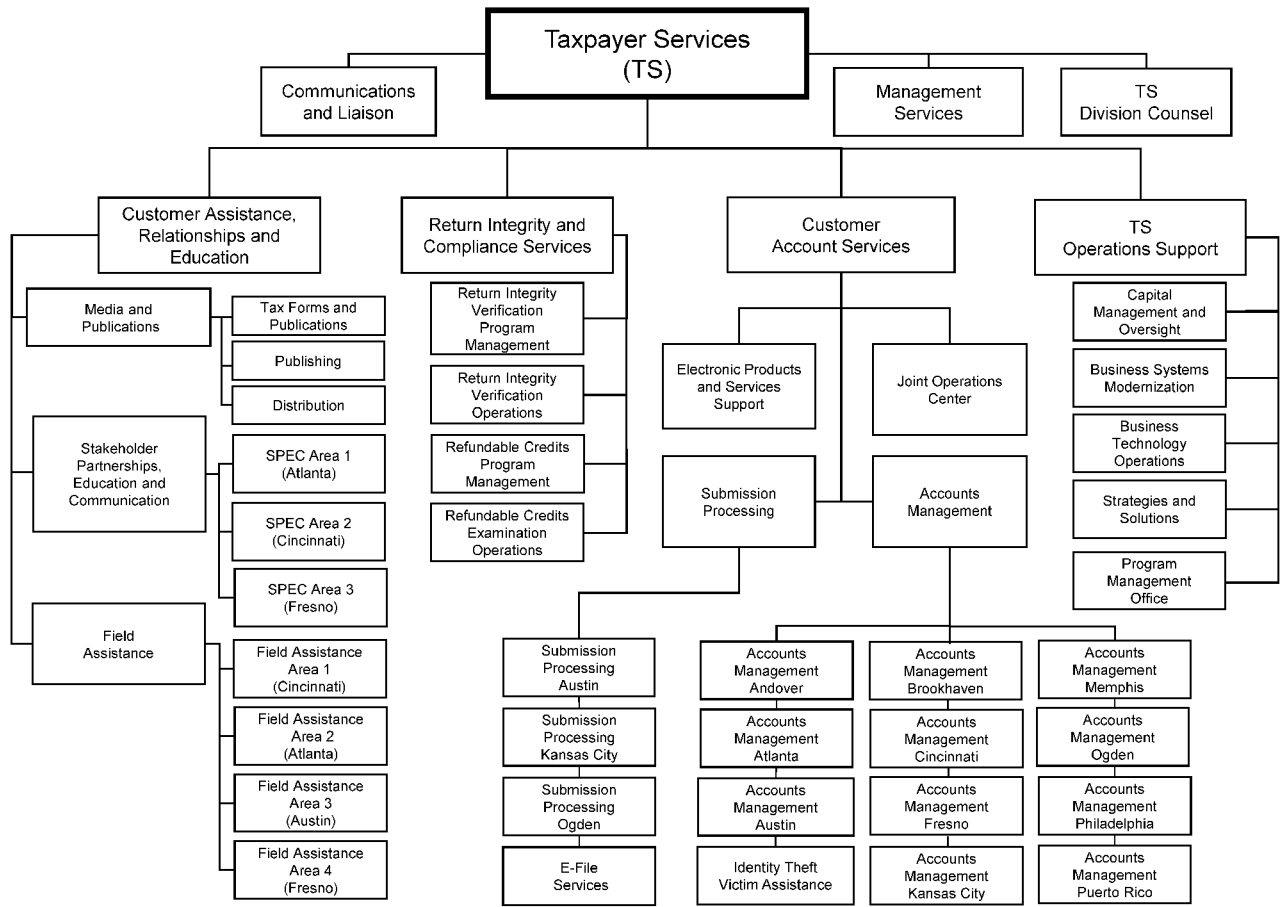 Taxpayer Services
(TS)
Communications
and Liaison
Management
Services
TS
Division Counsel
Customer Assistance,
Relationships and
Education
Return Integrity and
Compliance Services
Customer
Account Services
TS
Operations Support
Media and
Publications
Tax Forms and
Publications
Publishing
Distribution
Stakeholder
Partnerships,
Education and
Communication
SPEC Area 1
(Atlanta)
SPEC Area 2
(Cincinnati)
SPEC Area 3
(Fresno)
Field
Assistance
Field Assistance
Area 1
(Cincinnati)
Field Assistance
Area 2
(Atlanta)
Field Assistance
Area 3
(Austin)
Field Assistance
Area 4
(Fresno)
Return Integrity
Verification
Program
Management
Return Integrity
Verification
Operations
Refundable Credits
Program
Management
Refundable Credits
Examination
Operations
Electronic Products
and Services
Support
Joint Operations
Center
Submission
Processing
Accounts
Management
Submission
Processing
Austin
Submission
Processing
Kansas City
Submission
Processing
Ogden
E-File
Services
Accounts
Management
Andover
Accounts
Management
Atlanta
Accounts
Management
Austin
Identity Theft
Victim Assistance
Accounts
Management
Brookhaven
Accounts
Management
Cincinnati
Accounts
Management
Fresno
Accounts
Management
Kansas City
Accounts
Management
Memphis
Accounts
Management
Ogden
Accounts
Management
Philadelphia
Accounts
Management
Puerto Rico
Capital
Management and
Oversight
Business Systems
Modernization
Business
Technology
Operations
Strategies and
Solutions
Program
Management
Office